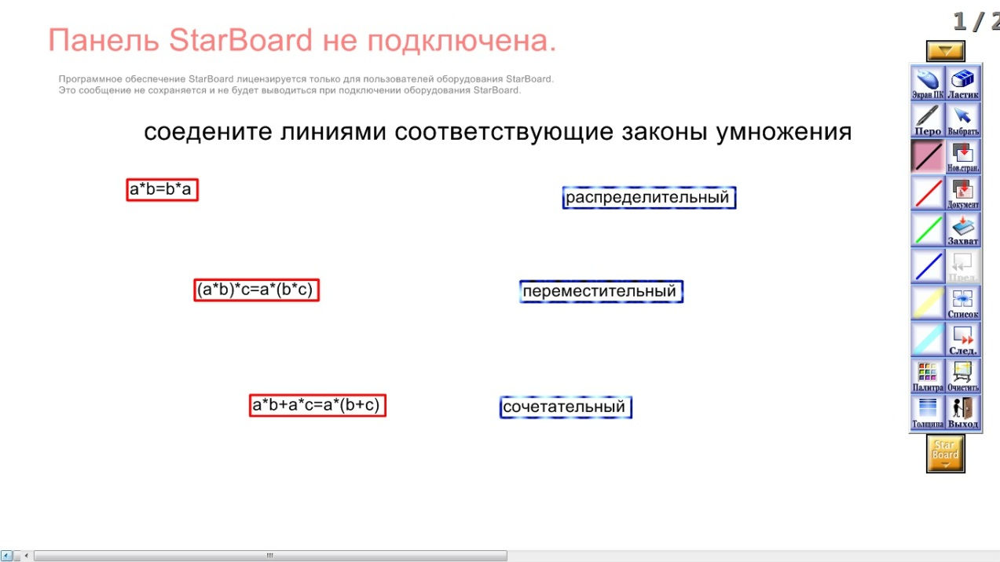 1/2
Панель StarBoard не подключена.
Программное обеспечение StarBoard лицензируется только для пользователей оборудования StarBoard.
Это сообщение не сохраняется и не будет выводиться при подключении оборудования StarBoard.
соедените линиями соответствующие законы умножения
a*b=b*a
распределительный
(a*b)*c=a*(b*c)
переместительный
a*b+a*c=a*(b+c)
сочетательный
Экран ПК Ластик
Перо Выбрать
Нов.стран.
Документ
Захват
Пред.
Список
След.
Палитра Очистить
Толщина Выход
Star
Board